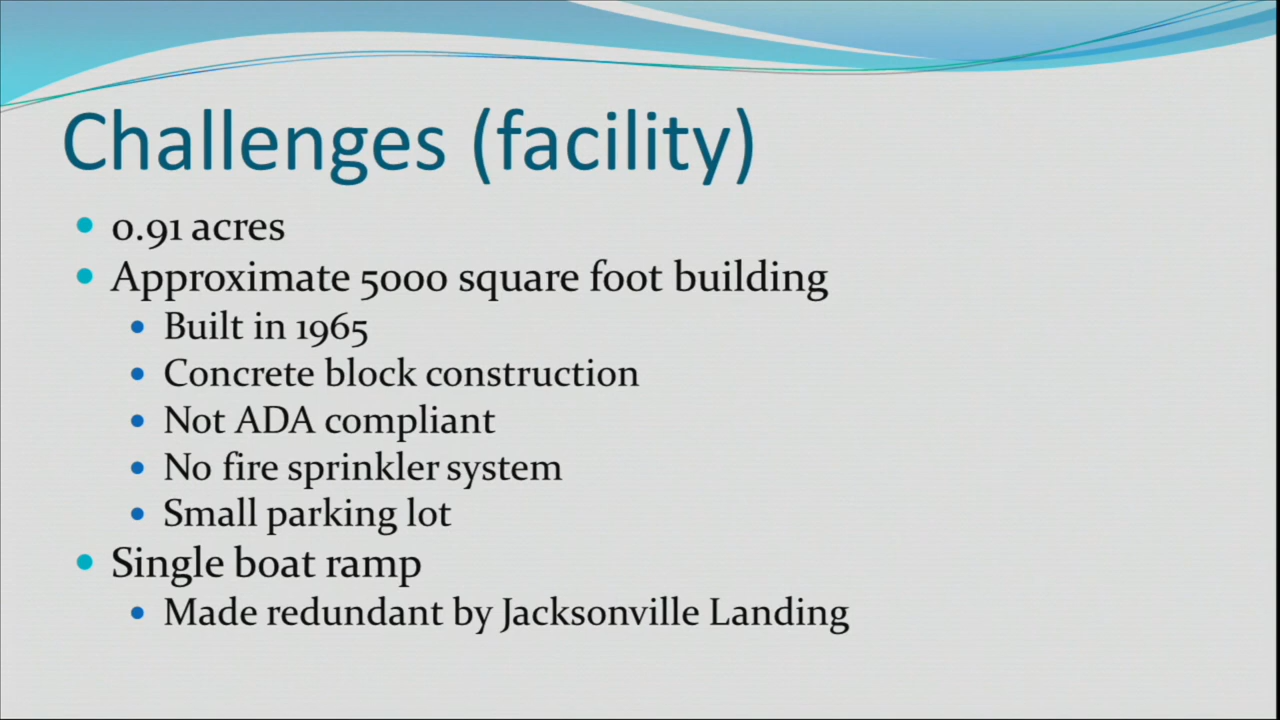 Challenges (facility)
0.91 acres
Approximate 5000 square foot building
Built in 1965
Concrete block construction
Not ADA compliant
No fire sprinkler system
Small parking lot
Single boat ramp
Made redundant by Jacksonville Landing